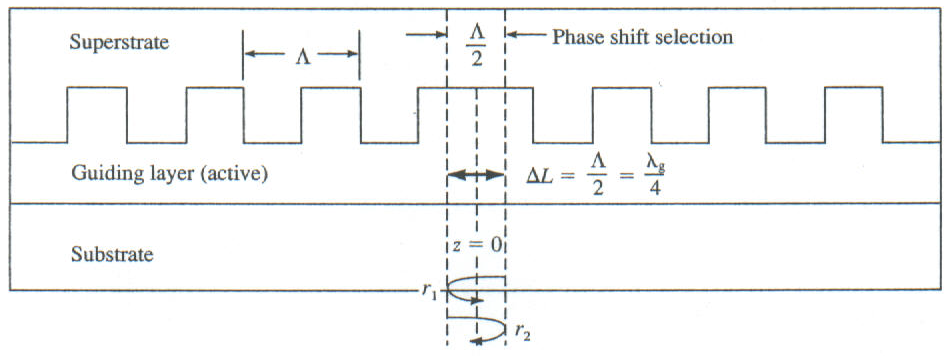 Superstrate
Λ
Λ/2
Phase shift selection
Guiding layer (active)
ΔL = Λ/2 = λg/4
Substrate
z = 0
r1
r2